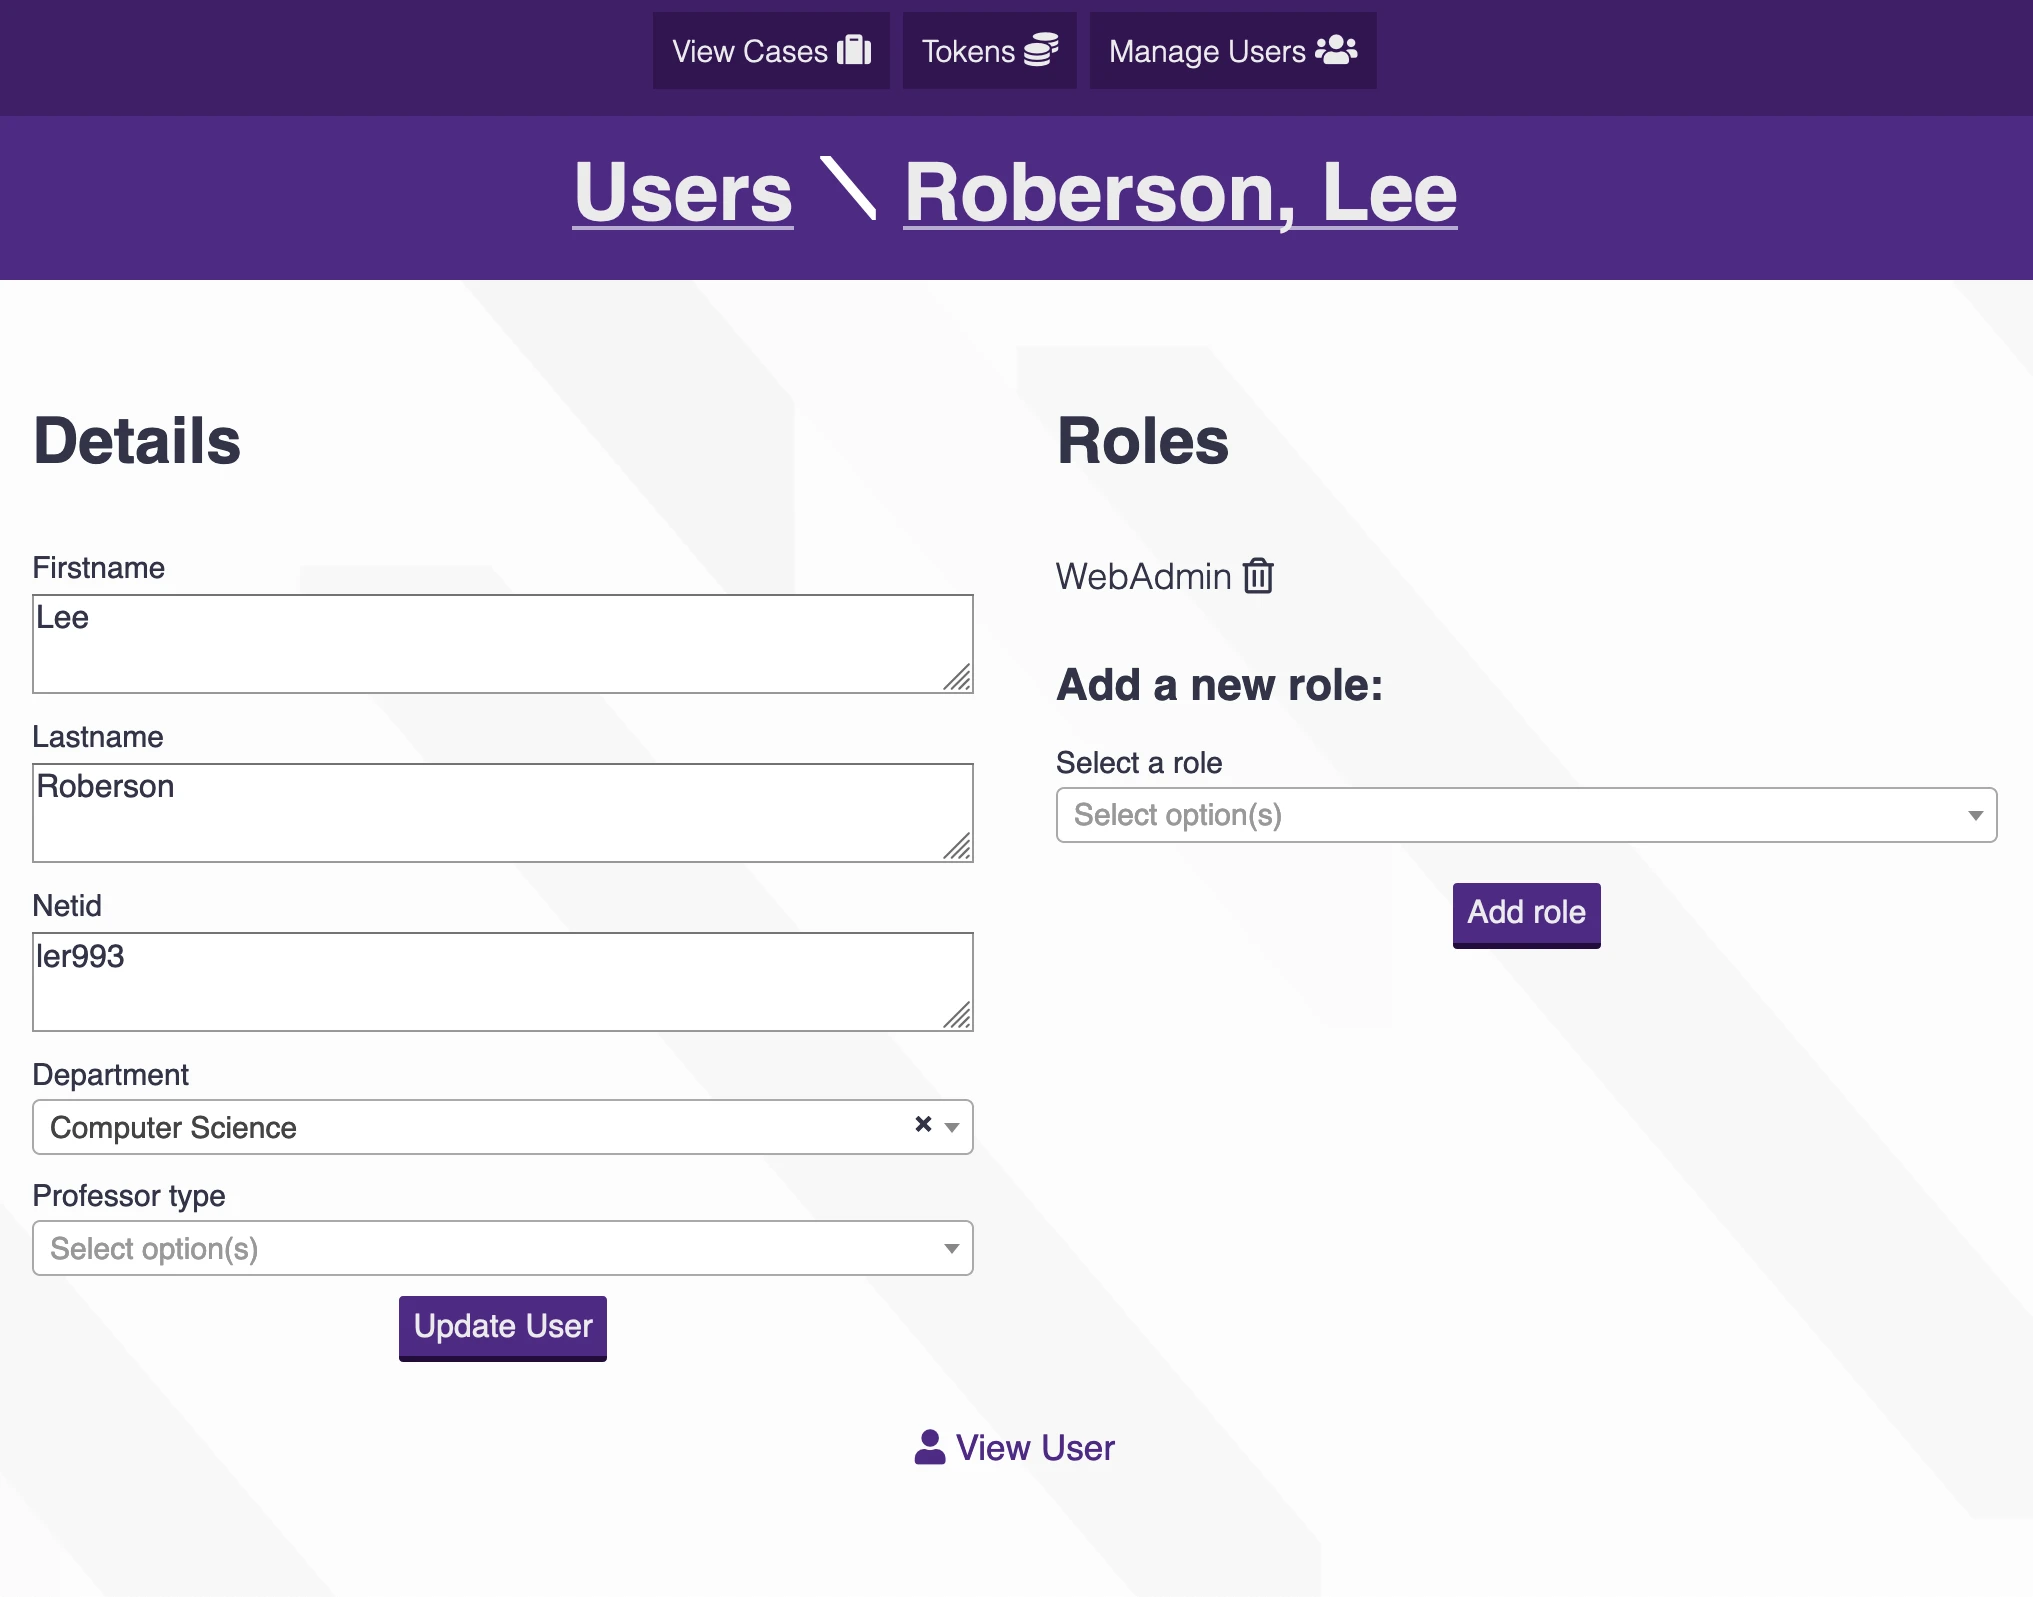 View Cases
Tokens
Manage Users
Users \ Roberson, Lee
Details
Firstname
Lee
Lastname
Roberson
Netid
ler993
Department
Computer Science
Professor type
Select option(s)
Update User
Roles
WebAdmin
Add a new role:
Select a role
Select option(s)
Add role
View User